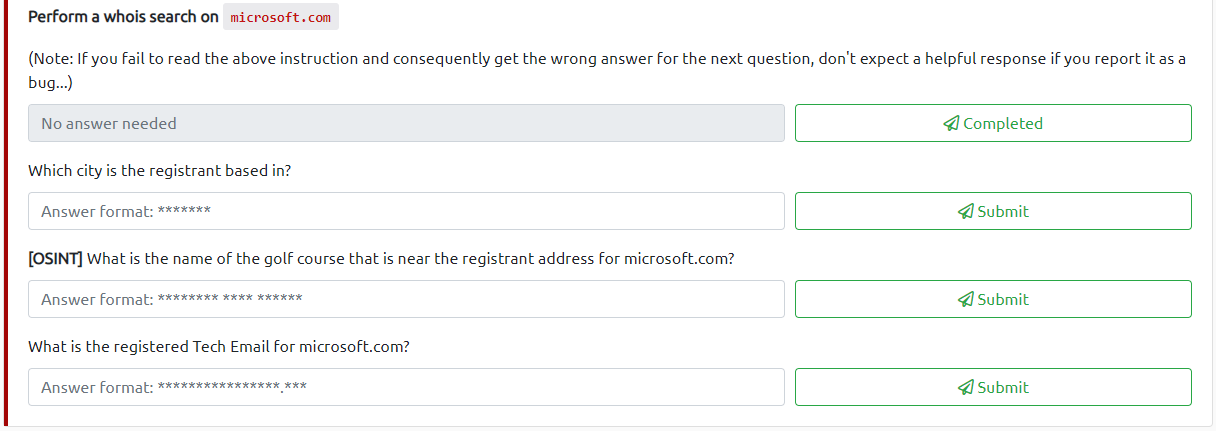 Perform a whois search on microsoft.com
(Note: If you fail to read the above instruction and consequently get the wrong answer for the next question, don't expect a helpful response if you report it as a
bug...)
No answer needed
Completed
Which city is the registrant based in?
Answer format: *******
Submit
[OSINT] What is the name of the golf course that is near the registrant address for microsoft.com?
Answer format: ******** **** ******
Submit
What is the registered Tech Email for microsoft.com?
Answer format: ****************.***
Submit